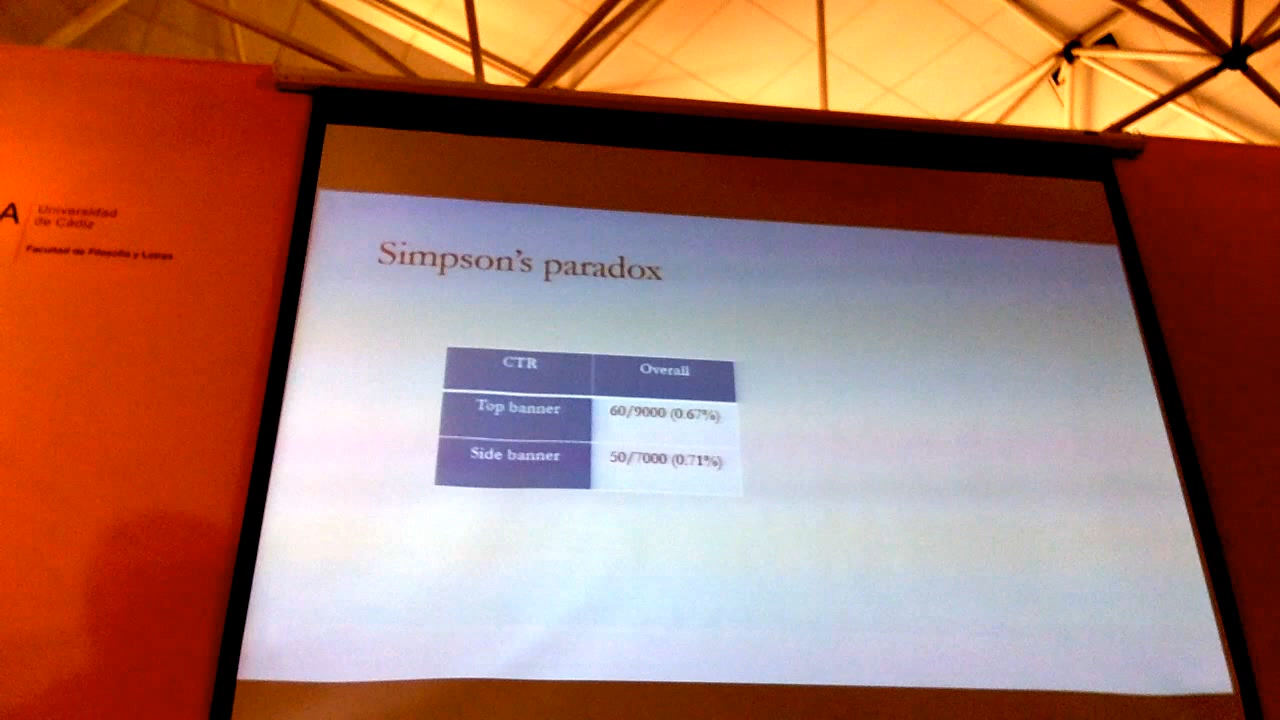 A
Universidad
de Cádiz
Facultad de Filosofía y Letras
Simpson's paradox
CTR Overall
Top banner 60/9000 (0.67%)
Side banner 50/7000 (0.71%)